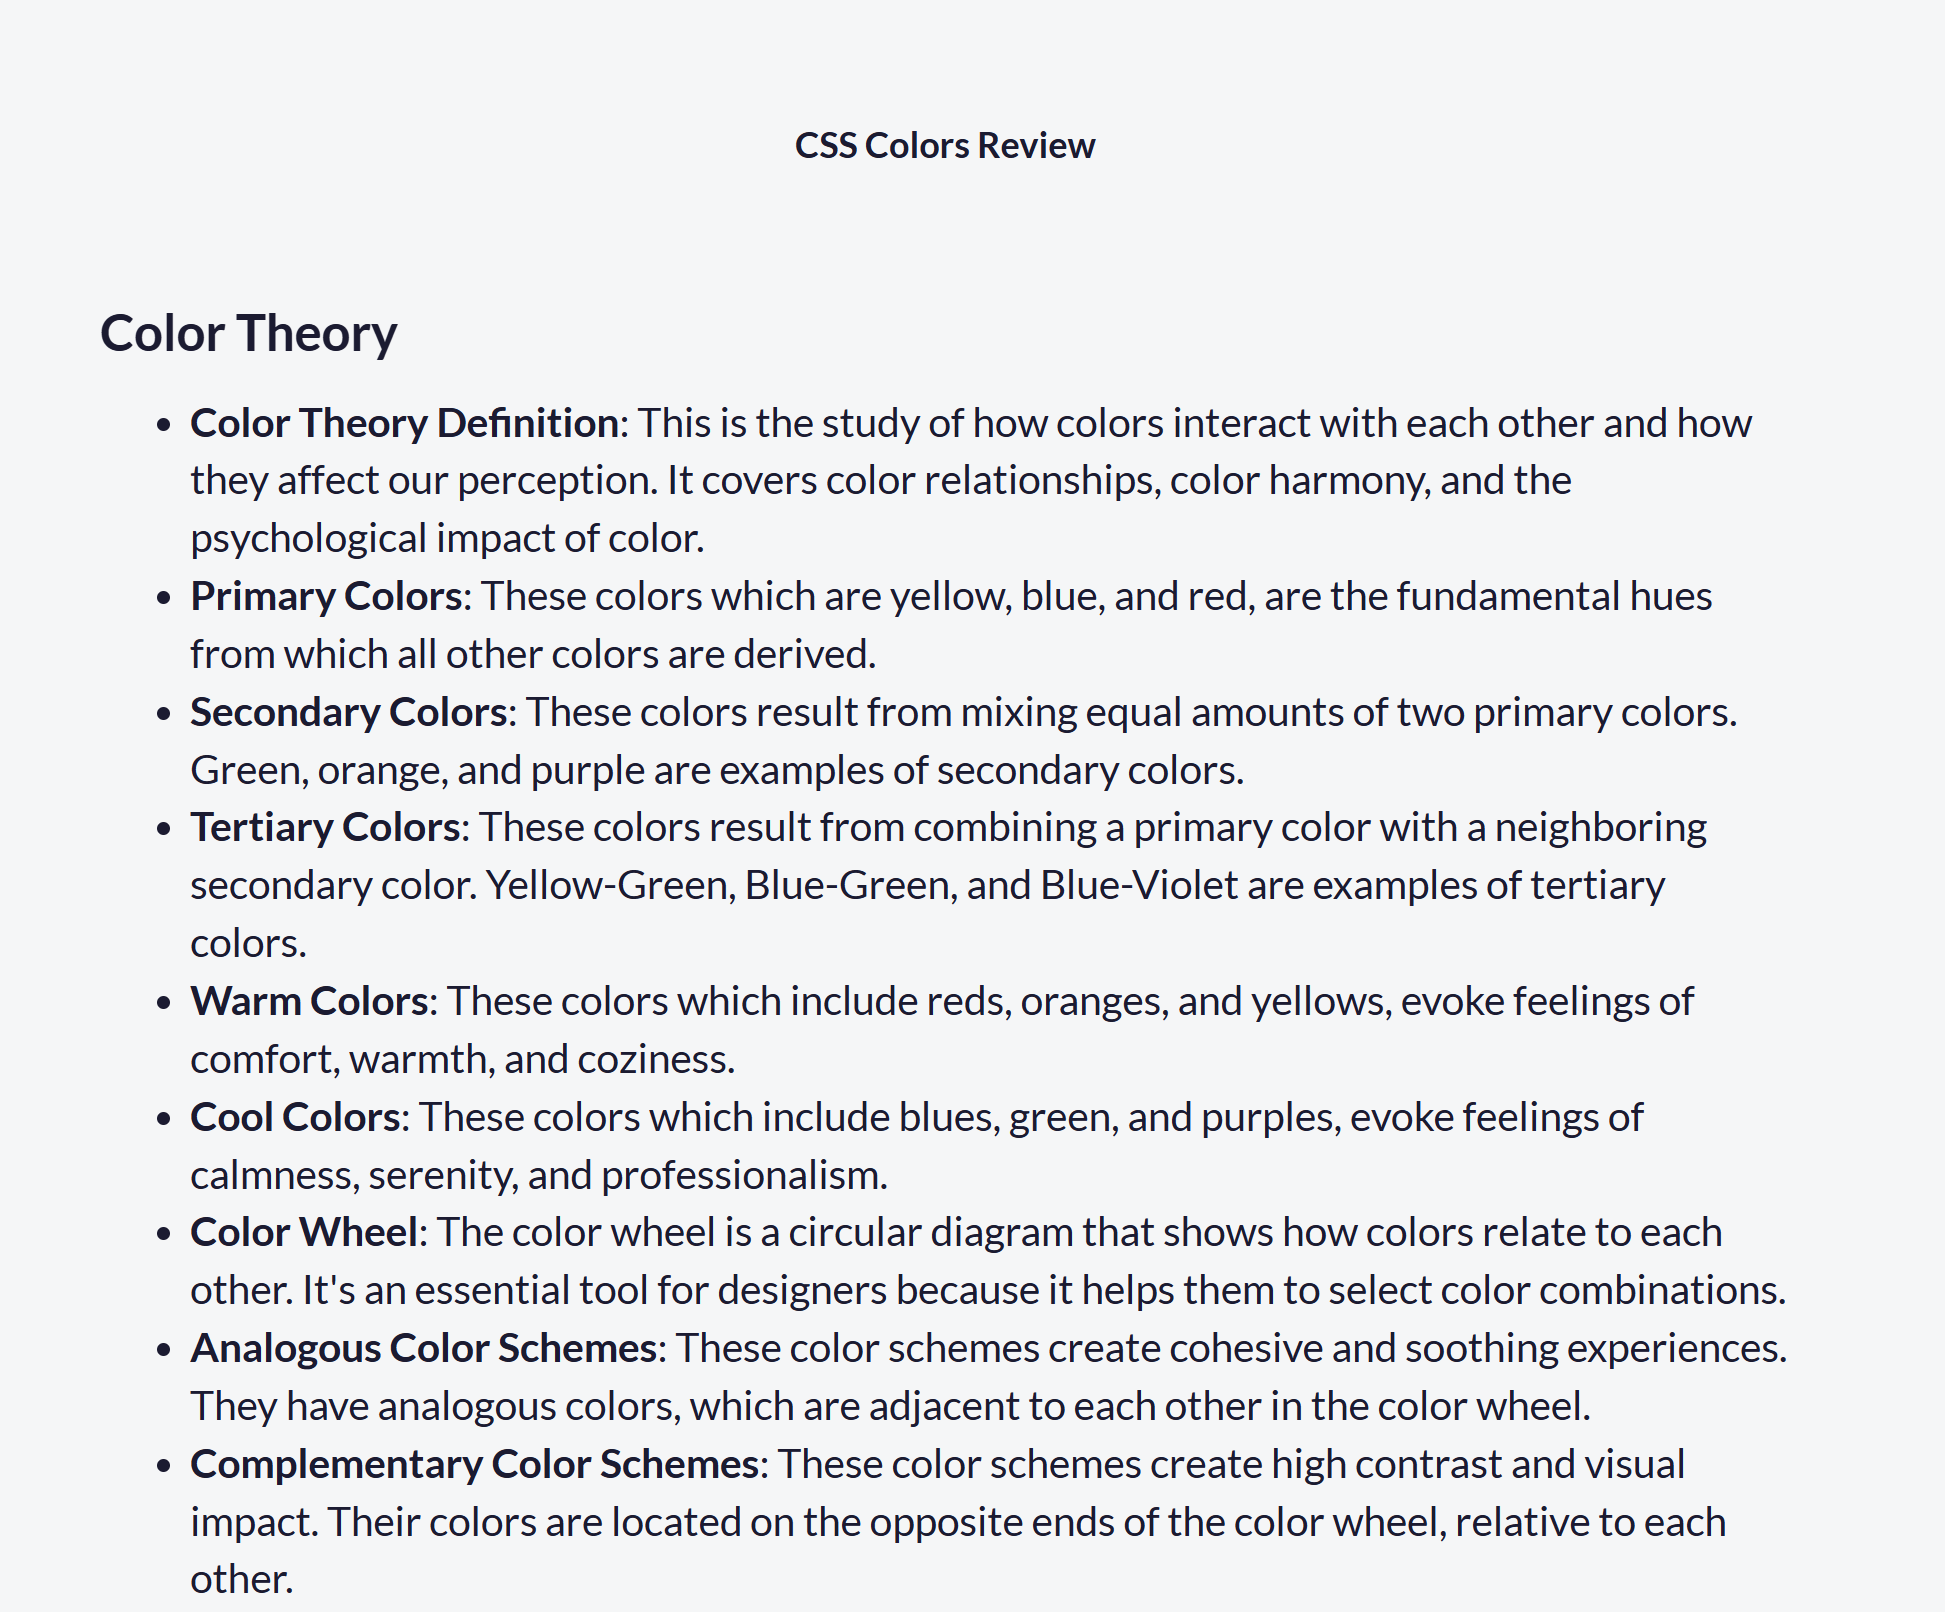 CSS Colors Review
Color Theory
• Color Theory Definition: This is the study of how colors interact with each other and how
they affect our perception. It covers color relationships, color harmony, and the
psychological impact of color.
• Primary Colors: These colors which are yellow, blue, and red, are the fundamental hues
from which all other colors are derived.
• Secondary Colors: These colors result from mixing equal amounts of two primary colors.
Green, orange, and purple are examples of secondary colors.
• Tertiary Colors: These colors result from combining a primary color with a neighboring
secondary color. Yellow-Green, Blue-Green, and Blue-Violet are examples of tertiary
colors.
• Warm Colors: These colors which include reds, oranges, and yellows, evoke feelings of
comfort, warmth, and coziness.
• Cool Colors: These colors which include blues, green, and purples, evoke feelings of
calmness, serenity, and professionalism.
• Color Wheel: The color wheel is a circular diagram that shows how colors relate to each
other. It's an essential tool for designers because it helps them to select color combinations.
• Analogous Color Schemes: These color schemes create cohesive and soothing experiences.
They have analogous colors, which are adjacent to each other in the color wheel.
• Complementary Color Schemes: These color schemes create high contrast and visual
impact. Their colors are located on the opposite ends of the color wheel, relative to each
other.